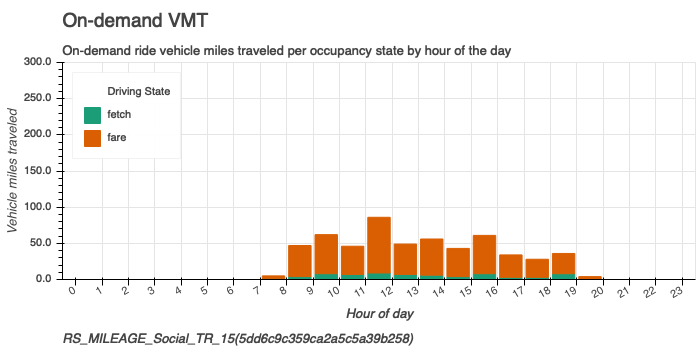 On-demand VMT
On-demand ride vehicle miles traveled per occupancy state by hour of the day
300.0
250.0
200.0
150.0
100.0
50.0
0.0
Vehicle miles traveled
Driving State
fetch
fare
0 1 2 3 4 5 6 7 8 9 10 11 12 13 14 15 16 17 18 19 20 21 22 23
Hour of day
RS_MILEAGE_Social_TR_15(5dd6c9c359ca2a5c5a39b258)